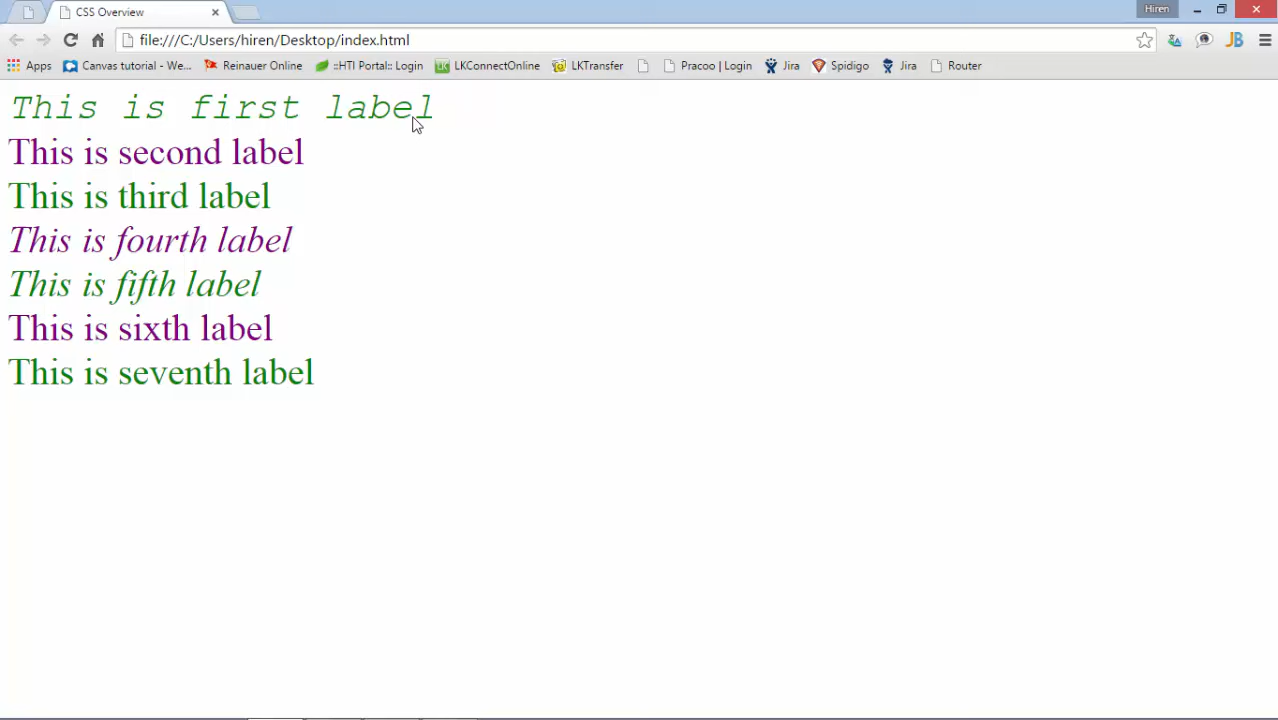 CSS Overview
Hiren
file:///C:/Users/hiren/Desktop/index.html
Apps Canvas tutorial - We... Reinauer Online ::HTI Portal:: Login LK LKConnectOnline LKTransfer Pracoo | Login Jira Spidigo Jira Router
This is first label
This is second label
This is third label
This is fourth label
This is fifth label
This is sixth label
This is seventh label